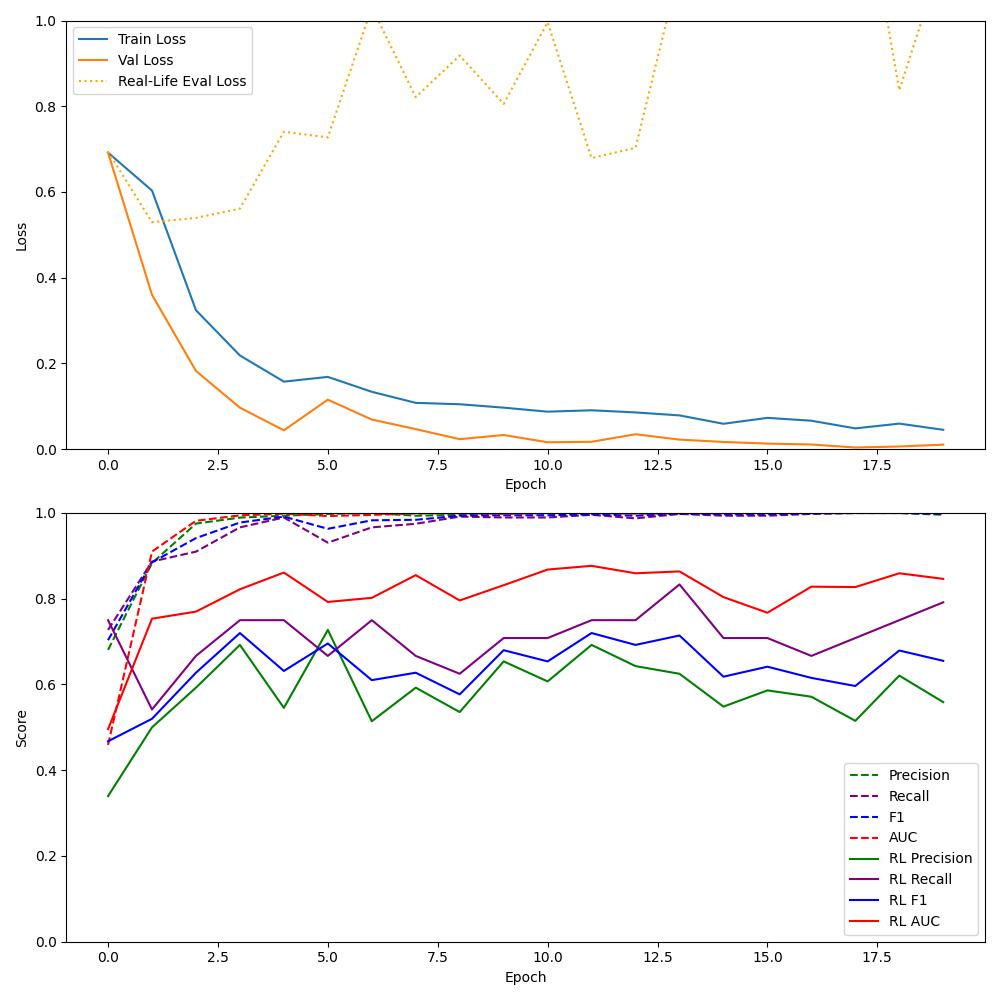 1.0
0.8
0.6
0.4
0.2
0.0
Loss
Train Loss
Val Loss
Real-Life Eval Loss
0.0 2.5 5.0 7.5 10.0 12.5 15.0 17.5
Epoch
1.0
0.8
0.6
0.4
0.2
0.0
Score
Precision
Recall
F1
AUC
RL Precision
RL Recall
RL F1
RL AUC
0.0 2.5 5.0 7.5 10.0 12.5 15.0 17.5
Epoch